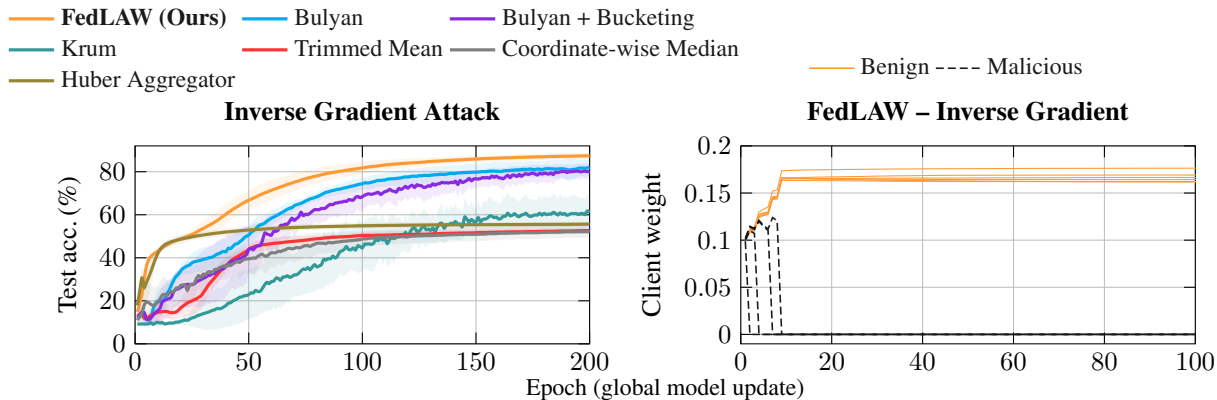 FedLAW (Ours) Bulyan Bulyan + Bucketing
Krum Trimmed Mean Coordinate-wise Median
Huber Aggregator
Benign Malicious
Inverse Gradient Attack
FedLAW – Inverse Gradient
Test acc. (%)
80
60
40
20
0
0 50 100 150 200
Client weight
0.2
0.15
0.1
0.05
0
0 20 40 60 80 100
Epoch (global model update)